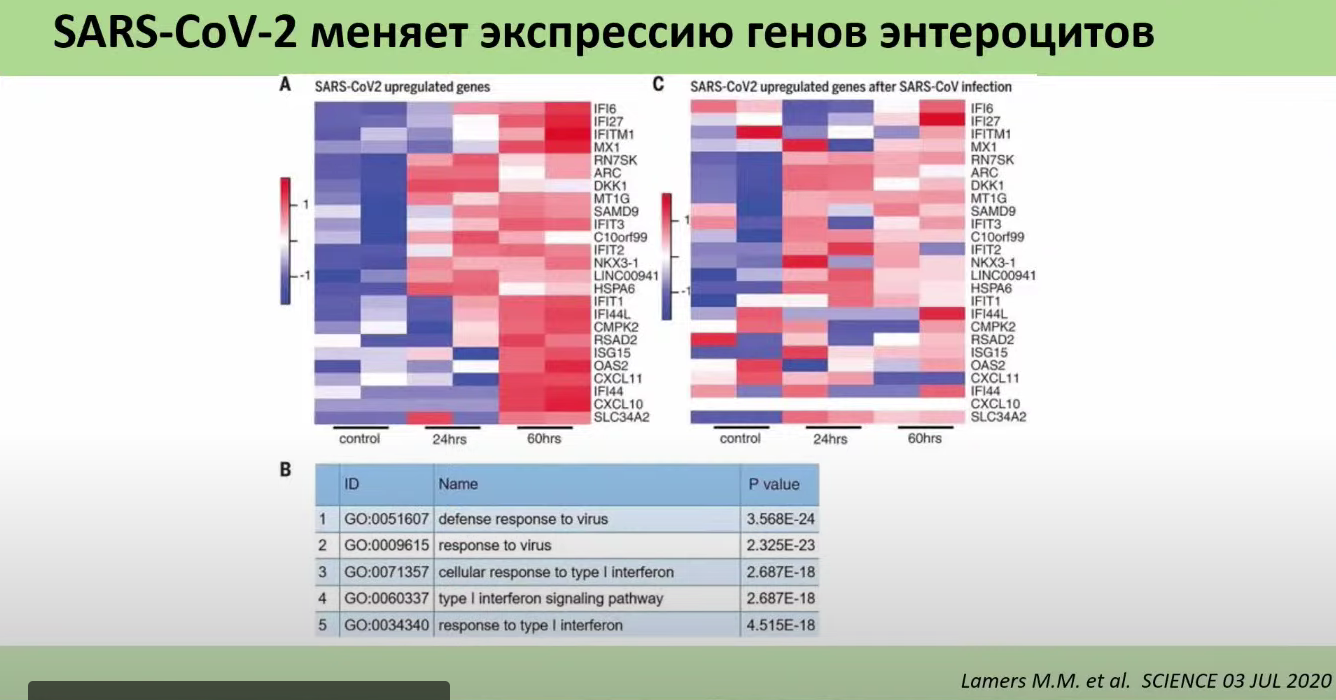 SARS-CoV-2 меняет экспрессию генов энтероцитов
A SARS-CoV2 upregulated genes
IFI6
IFI27
IFITM1
MX1
RN7SK
ARC
DKK1
MT1G
SAMD9
IFIT3
C10orf99
IFIT2
NKX3-1
LINC00941
HSPA6
IFIT1
IFI44L
CMPK2
RSAD2
ISG15
OAS2
CXCL11
IFI44
CXCL10
SLC34A2
1
-1
control 24hrs 60hrs
C SARS-CoV2 upregulated genes after SARS-CoV infection
IFI6
IFI27
IFITM1
MX1
RN7SK
ARC
DKK1
MT1G
SAMD9
IFIT3
C10orf99
IFIT2
NKX3-1
LINC00941
HSPA6
IFIT1
IFI44L
CMPK2
RSAD2
ISG15
OAS2
CXCL11
IFI44
CXCL10
SLC34A2
1
-1
control 24hrs 60hrs
B
ID Name P value
1 GO:0051607 defense response to virus 3.568E-24
2 GO:0009615 response to virus 2.325E-23
3 GO:0071357 cellular response to type I interferon 2.687E-18
4 GO:0060337 type I interferon signaling pathway 2.687E-18
5 GO:0034340 response to type I interferon 4.515E-18
Lamers M.M. et al. SCIENCE 03 JUL 2020